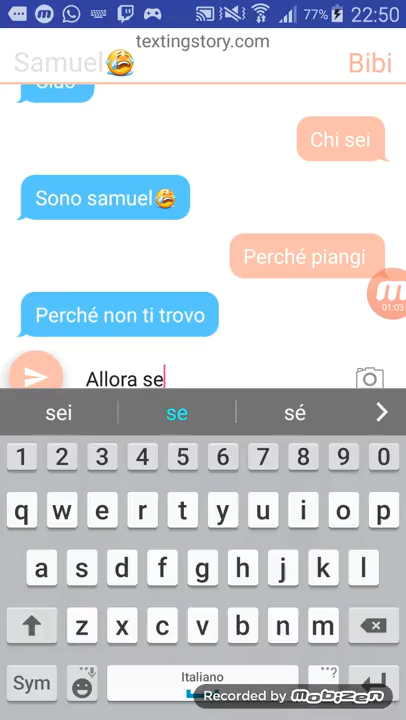 77% 22:50
textingstory.com
Samuel😭 Bibi
Ciao
Chi sei
Sono samuel😭
Perché piangi
01:03
Perché non ti trovo
Allora se
sei se sé
1 2 3 4 5 6 7 8 9 0
q w e r t y u i o p
a s d f g h j k l
z x c v b n m
Sym Italiano ...?
Recorded by mobizen